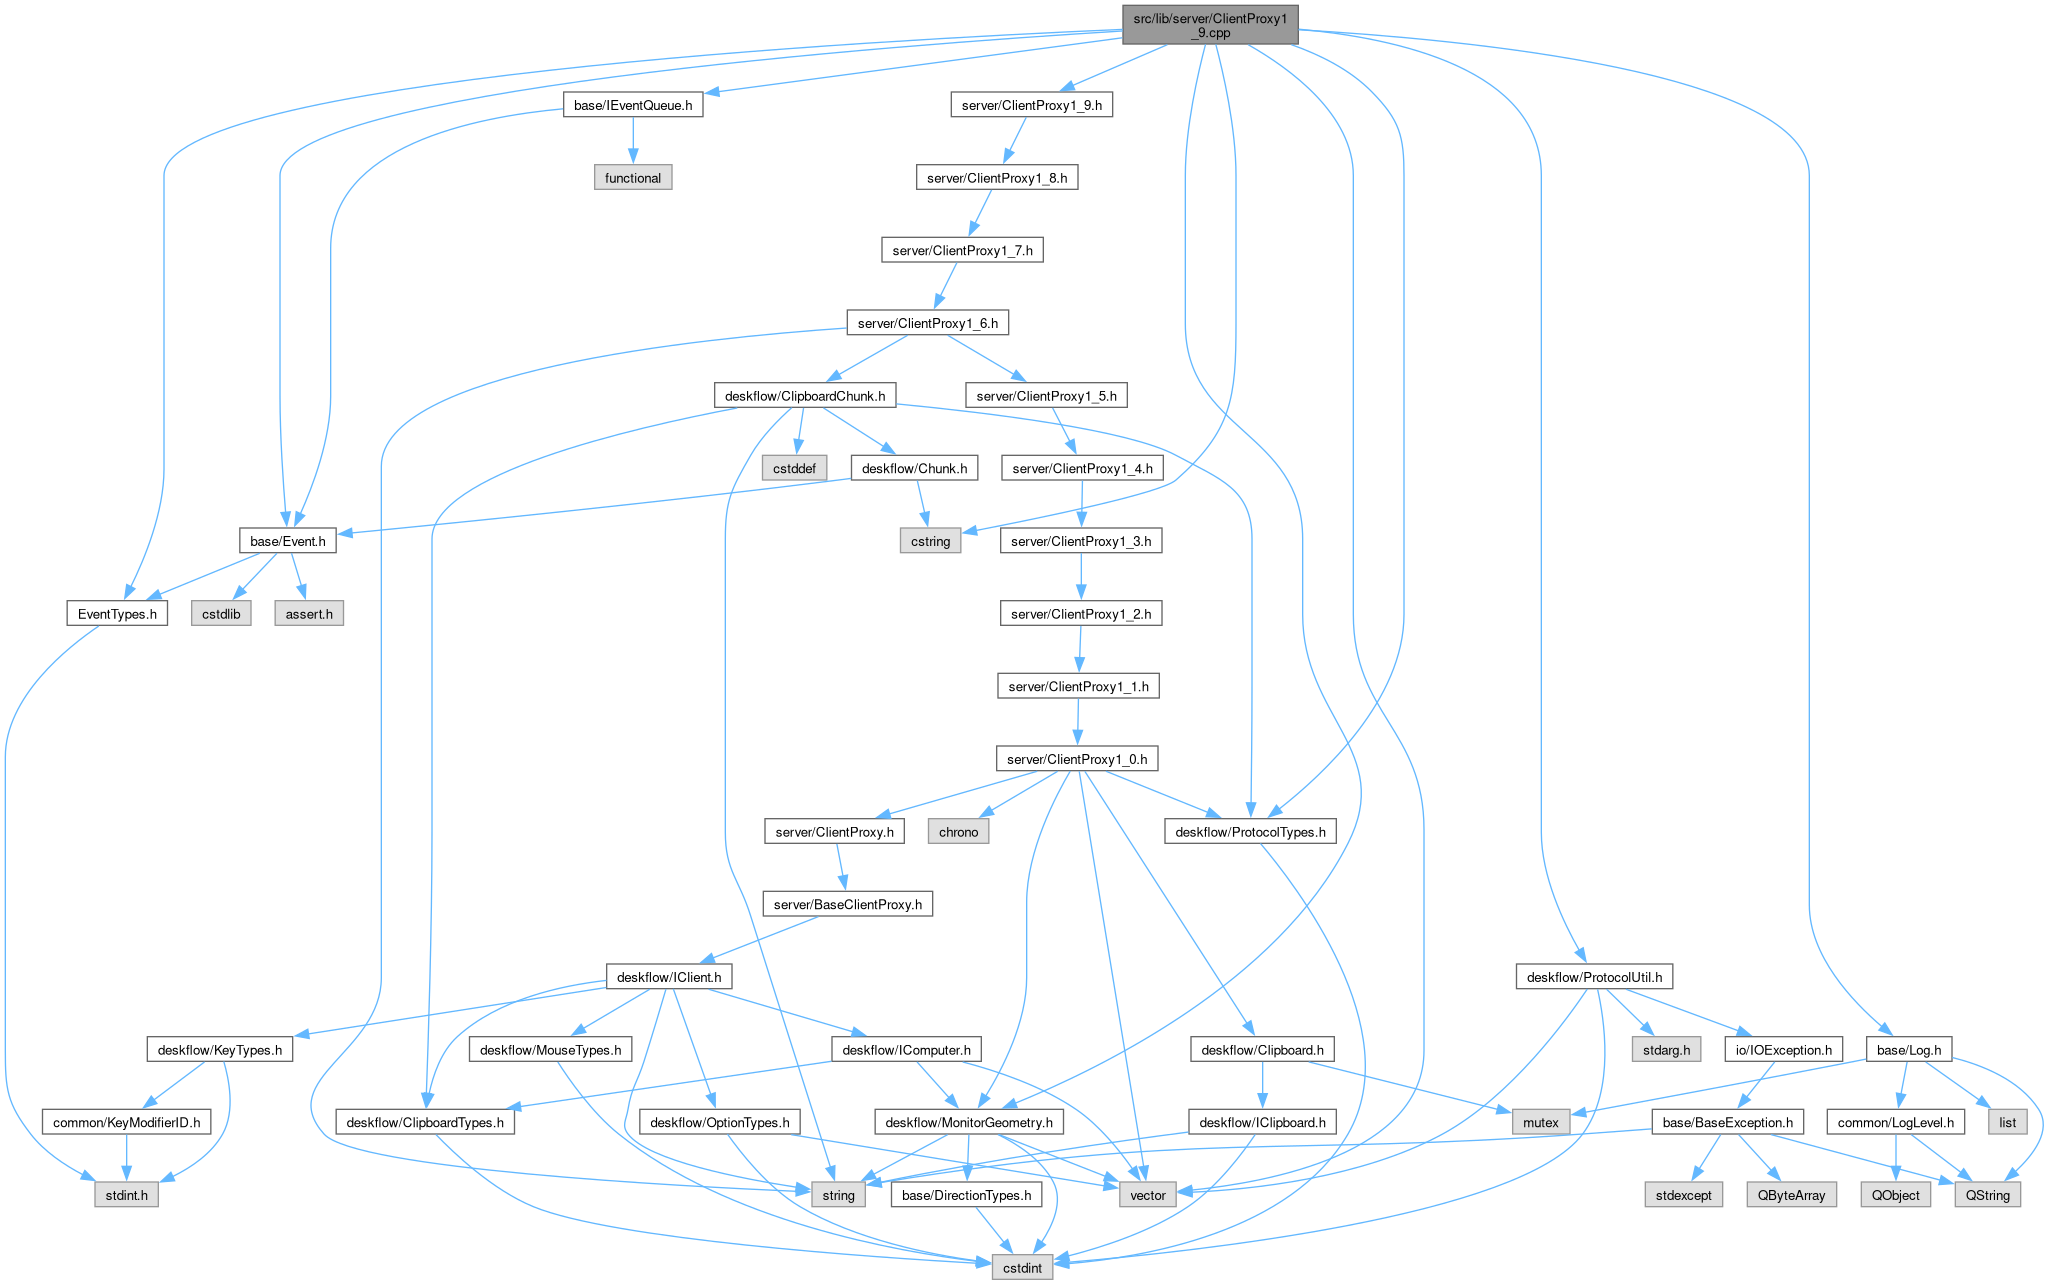 src/lib/server/ClientProxy1
_9.cpp
base/IEventQueue.h
server/ClientProxy1_9.h
functional
server/ClientProxy1_8.h
server/ClientProxy1_7.h
server/ClientProxy1_6.h
deskflow/ClipboardChunk.h
server/ClientProxy1_5.h
cstddef
deskflow/Chunk.h
server/ClientProxy1_4.h
base/Event.h
cstring
server/ClientProxy1_3.h
EventTypes.h
cstdlib
assert.h
server/ClientProxy1_2.h
server/ClientProxy1_1.h
server/ClientProxy1_0.h
server/ClientProxy.h
chrono
deskflow/ProtocolTypes.h
server/BaseClientProxy.h
deskflow/IClient.h
deskflow/ProtocolUtil.h
deskflow/KeyTypes.h
deskflow/MouseTypes.h
deskflow/IComputer.h
deskflow/Clipboard.h
stdarg.h
io/IOException.h
base/Log.h
common/KeyModifierID.h
deskflow/ClipboardTypes.h
deskflow/OptionTypes.h
deskflow/MonitorGeometry.h
deskflow/IClipboard.h
mutex
base/BaseException.h
common/LogLevel.h
list
stdint.h
string
base/DirectionTypes.h
vector
stdexcept
QByteArray
QObject
QString
cstdint